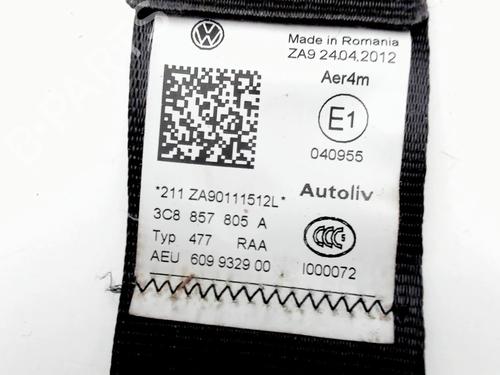 Made in Romania
ZA9 24.04.2012
Aer4m
E1
040955
*211 ZA90111512L*
Autoliv
3C8 857 805 A
Typ 477 RAA
CCC S
AEU 609 9329 00
I000072